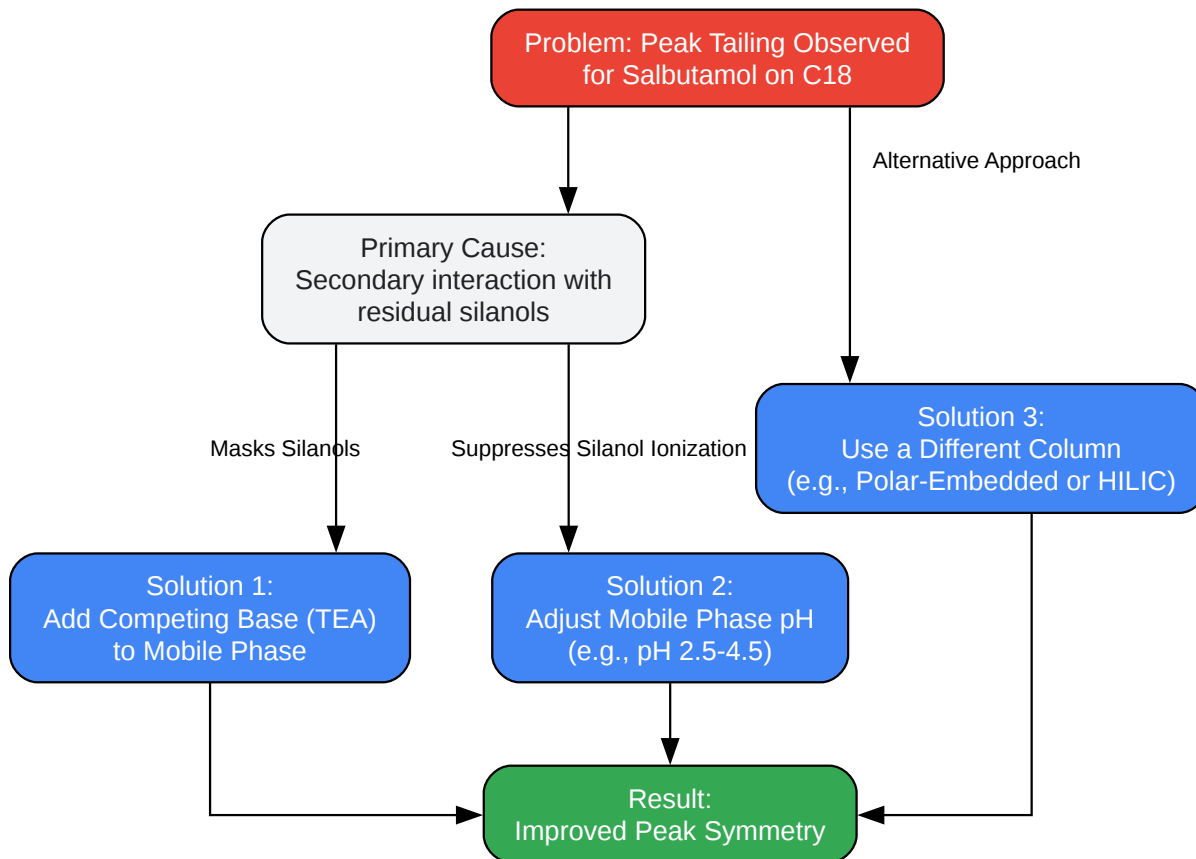 Problem: Peak Tailing Observed
for Salbutamol on C18
Alternative Approach
Primary Cause:
Secondary interaction with
residual silanols
Masks Silanols
Suppresses Silanol Ionization
Solution 3:
Use a Different Column
(e.g., Polar-Embedded or HILIC)
Solution 1:
Add Competing Base (TEA)
to Mobile Phase
Solution 2:
Adjust Mobile Phase pH
(e.g., pH 2.5-4.5)
Result:
Improved Peak Symmetry